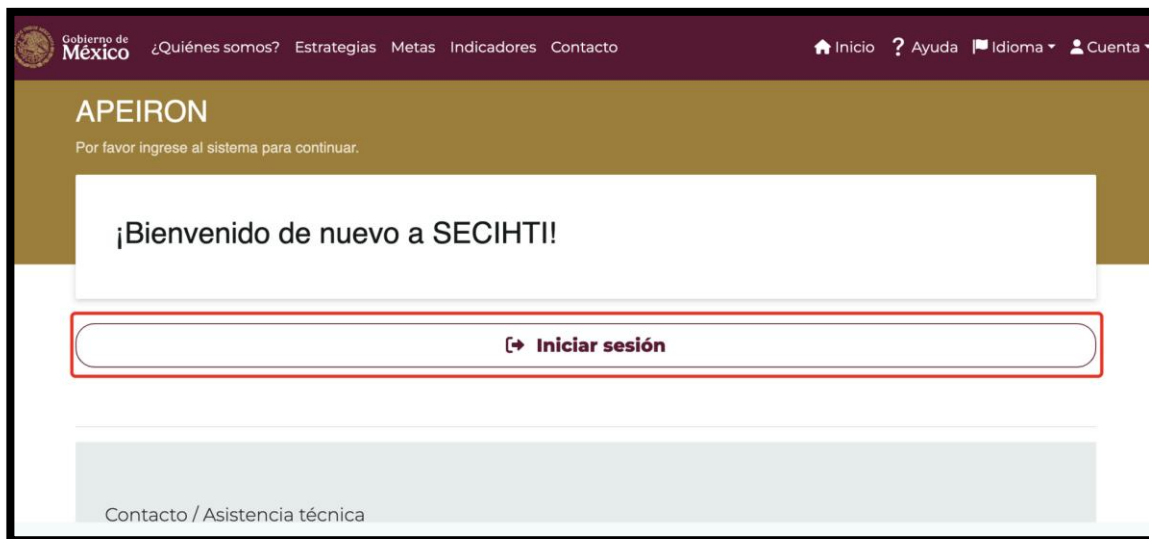 Gobierno de
México
¿Quiénes somos? Estrategias Metas Indicadores Contacto Inicio ? Ayuda Idioma Cuenta
APEIRON
Por favor ingrese al sistema para continuar.
¡Bienvenido de nuevo a SECIHTI!
Iniciar sesión
Contacto / Asistencia técnica